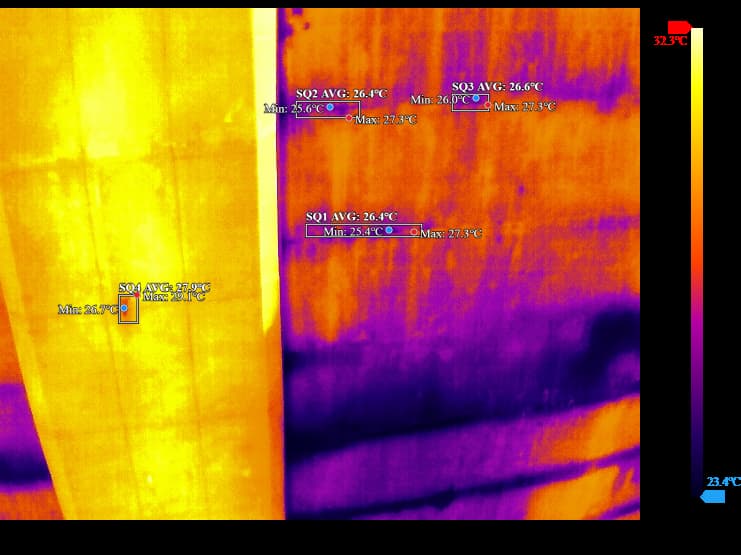 32.3°C
SQ2 AVG: 26.4°C
Min: 25.6°C
Max: 27.3°C
SQ3 AVG: 26.6°C
Min: 26.0°C
Max: 27.3°C
SQ1 AVG: 26.4°C
Min: 25.4°C
Max: 27.3°C
SQ4 AVG: 27.9°C
Max: 29.1°C
Min: 26.7°C
23.4°C